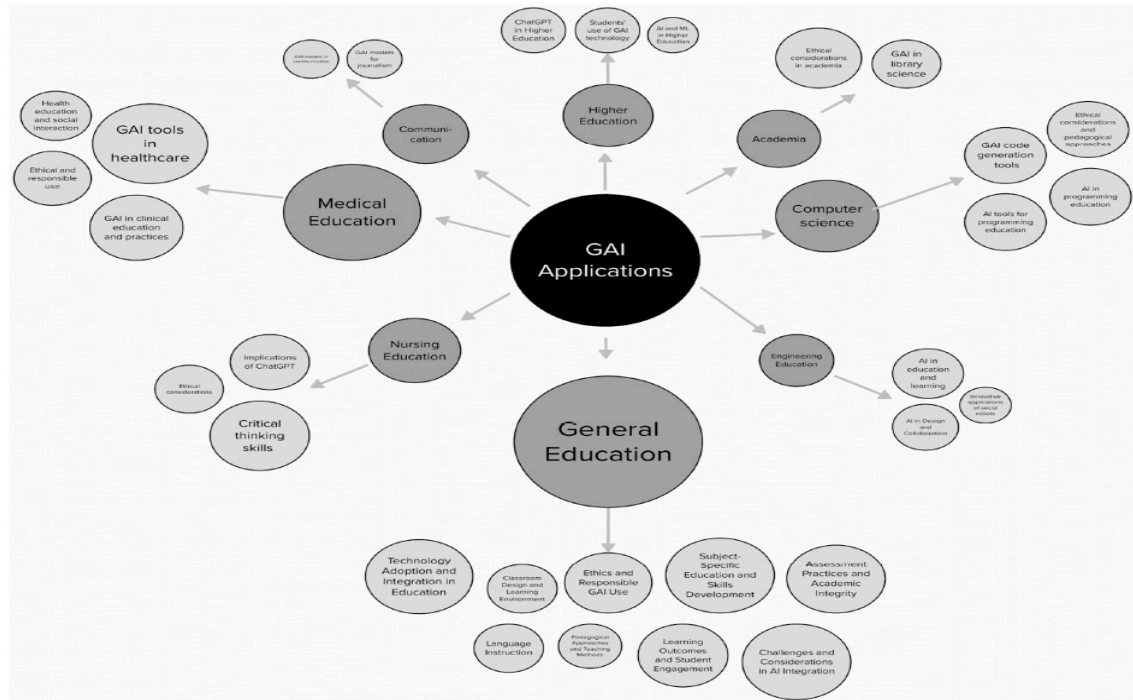 ChatGPT
in Higher
Education
Students'
use of GAI
technology
AI and ML
in Higher
Education
Ethical
considerations
in academia
GAI in
library
science
GAI models
for
journalism
Communi-
cation
Higher
Education
Academia
Health
education
and social
interaction
GAI tools
in
healthcare
Ethical and
responsible
use
GAI in clinical
education
and practices
Medical
Education
GAI
Applications
Computer
science
GAI code
generation
tools
Ethical
considerations
and
pedagogical
approaches
AI in
programming
education
AI tools for
programming
education
Nursing
Education
Implications
of ChatGPT
Ethical
considerations
Critical
thinking
skills
Engineering
Education
AI in
education
and
learning
Innovative
applications
of social
robots
AI in Design
and
Collaboration
General
Education
Technology
Adoption and
Integration in
Education
Classroom
Design and
Learning
Environment
Ethics and
Responsible
GAI Use
Subject-
Specific
Education and
Skills
Development
Assessment
Practices and
Academic
Integrity
Language
Instruction
Pedagogical
Approaches
and Teaching
Methods
Learning
Outcomes
and Student
Engagement
Challenges and
Considerations
in AI Integration